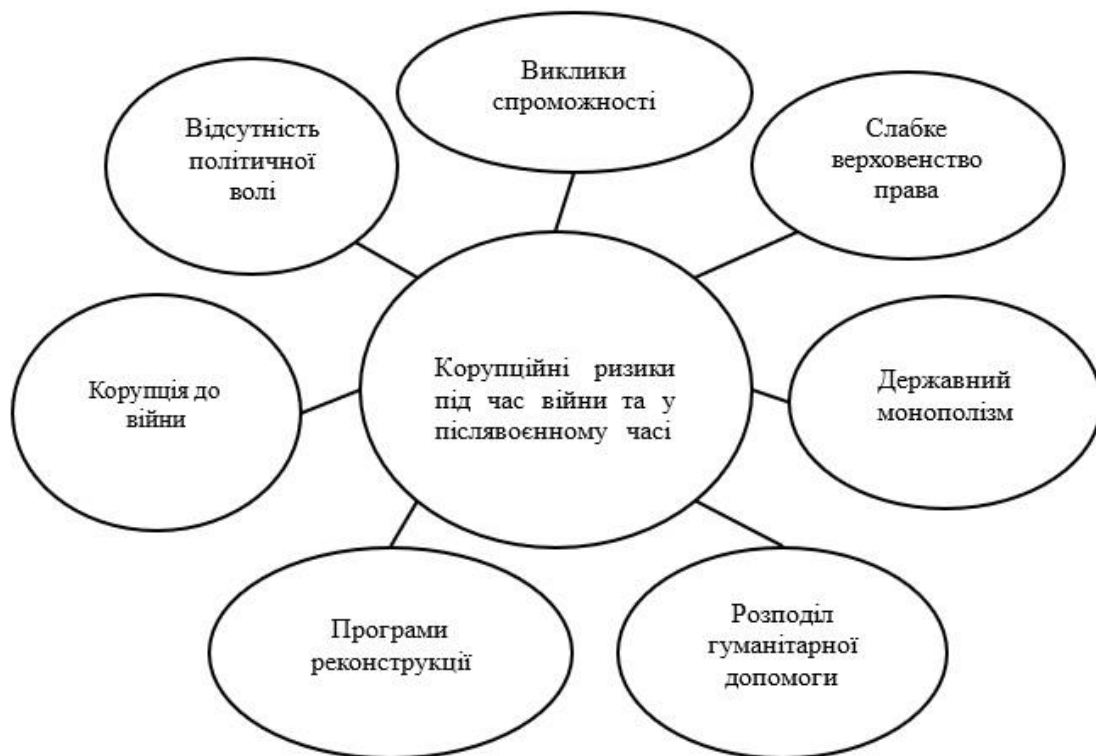 Виклики
спроможності
Відсутність
політичної
волі
Слабке
верховенство
права
Корупція до
війни
Корупційні ризики
під час війни та у
післявоєнному часі
Державний
монополізм
Програми
реконструкції
Розподіл
гуманітарної
допомоги